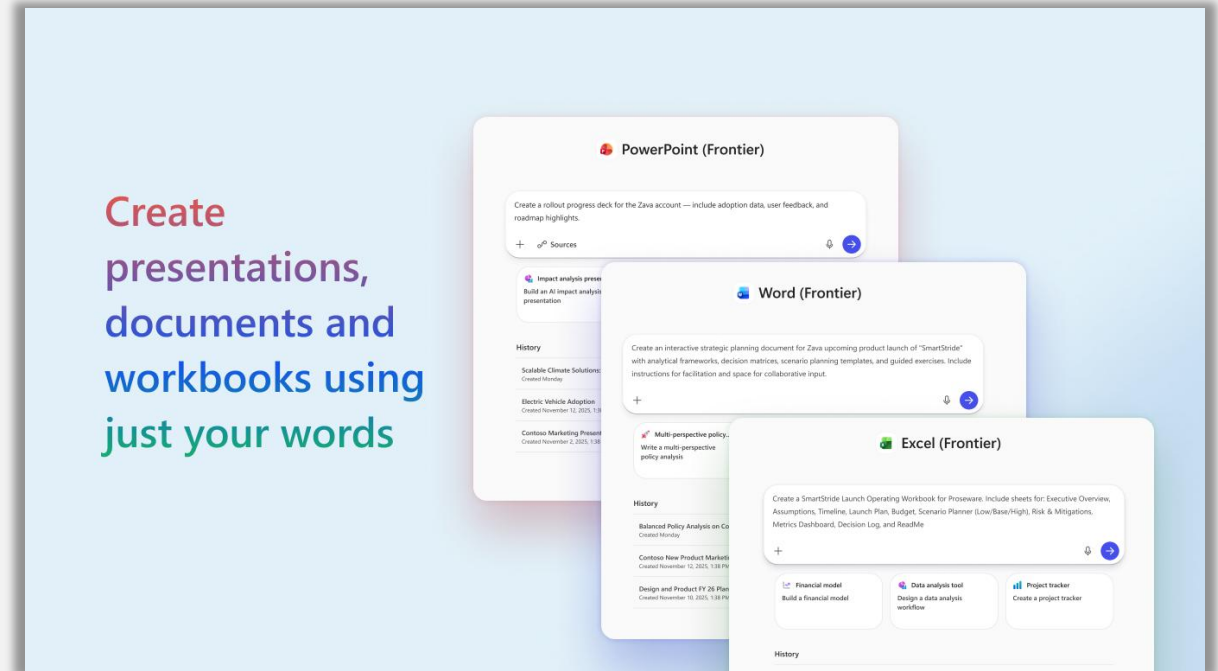 Create
presentations,
documents and
workbooks using
just your words
PowerPoint (Frontier)
Create a rollout progress deck for the Zava account — include adoption data, user feedback, and
roadmap highlights.
Sources
Impact analysis
Build an AI impact analysis
presentation
History
Scalable Climate Solutions:
Created Monday
Electric Vehicle Adoption
Created November 12, 2025,
Contoso Marketing
Created November 2, 2025, 1:38
Word (Frontier)
Create an interactive strategic planning document for Zava upcoming product launch of "SmartStride"
with analytical frameworks, decision matrices, scenario planning templates, and guided exercises. Include
instructions for facilitation and space for collaborative input.
Multi-perspective policy...
Write a multi-perspective
policy analysis
History
Balanced Policy Analysis on
Created Monday
Contoso New Product
Created November 12, 2025, 1:38 PM
Design and Product FY 26 Plan
Created November 10, 2025, 1:38 PM
Excel (Frontier)
Create a SmartStride Launch Operating Workbook for Proseware. Include sheets for: Executive Overview,
Assumptions, Timeline, Launch Plan, Budget, Scenario Planner (Low/Base/High), Risk & Mitigations,
Metrics Dashboard, Decision Log, and ReadMe
Financial model
Build a financial model
Data analysis tool
Design a data analysis
workflow
Project tracker
Create a project tracker
History